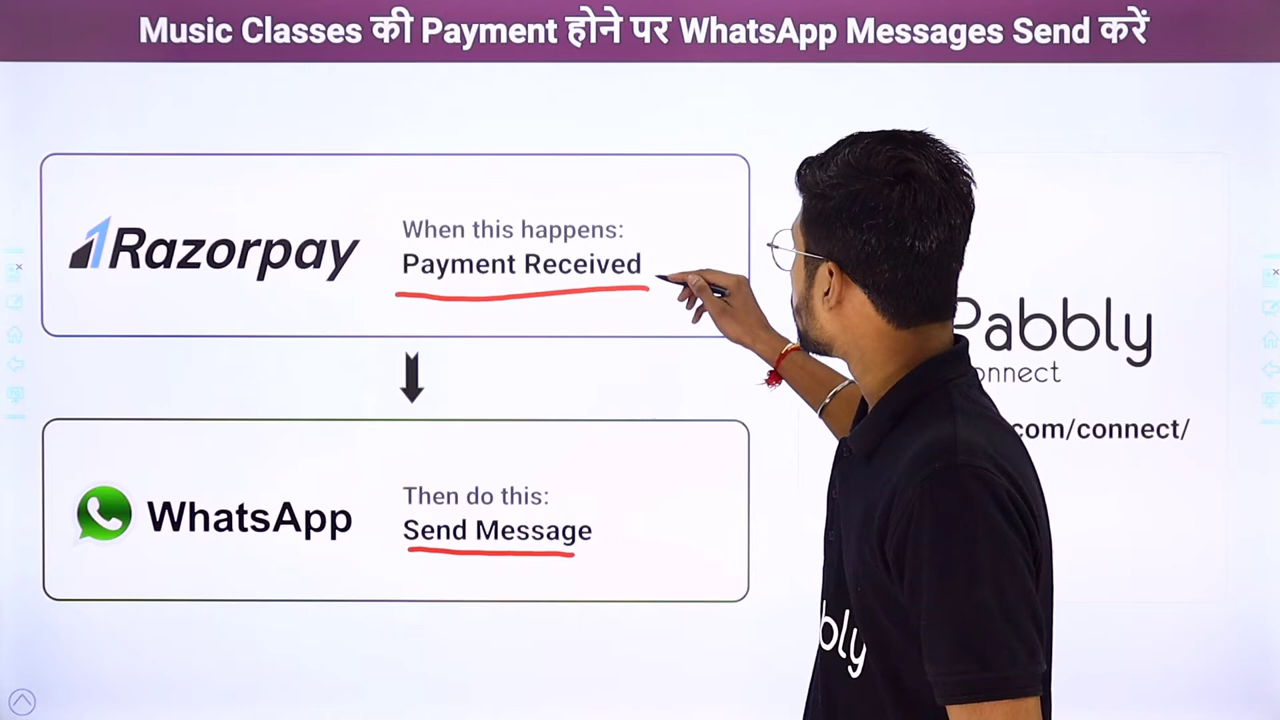 Music Classes की Payment होने पर WhatsApp Messages Send करें
Razorpay
When this happens:
Payment Received
WhatsApp
Then do this:
Send Message
Pabbly
onnect
com/connect/
bly